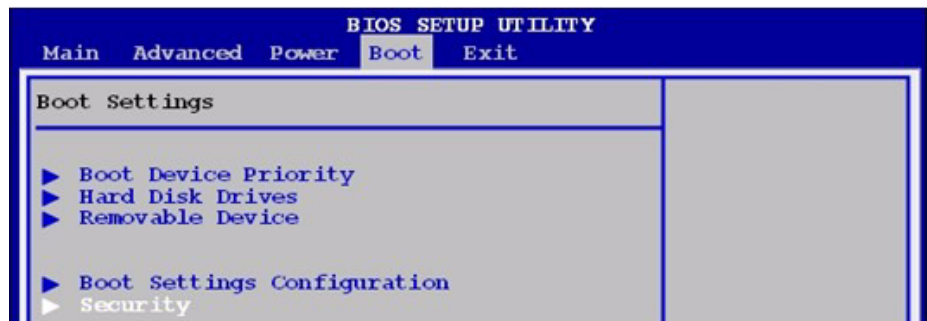 BIOS SETUP UTILITY
Main Advanced Power Boot Exit
Boot Settings
Boot Device Priority
Hard Disk Drives
Removable Device
Boot Settings Configuration
Security